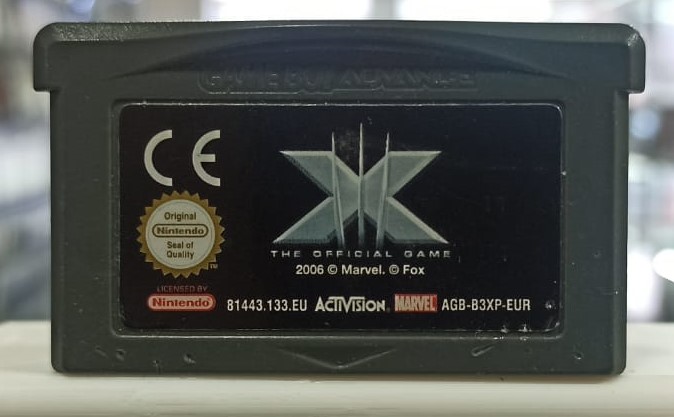 GAME BOY ADVANCE
CE
Original
Nintendo
Seal of
Quality
TM
X
THE OFFICIAL GAME
2006 © Marvel. © Fox
LICENSED BY
Nintendo
81443.133.EU ACTIVISION. MARVEL AGB-B3XP-EUR